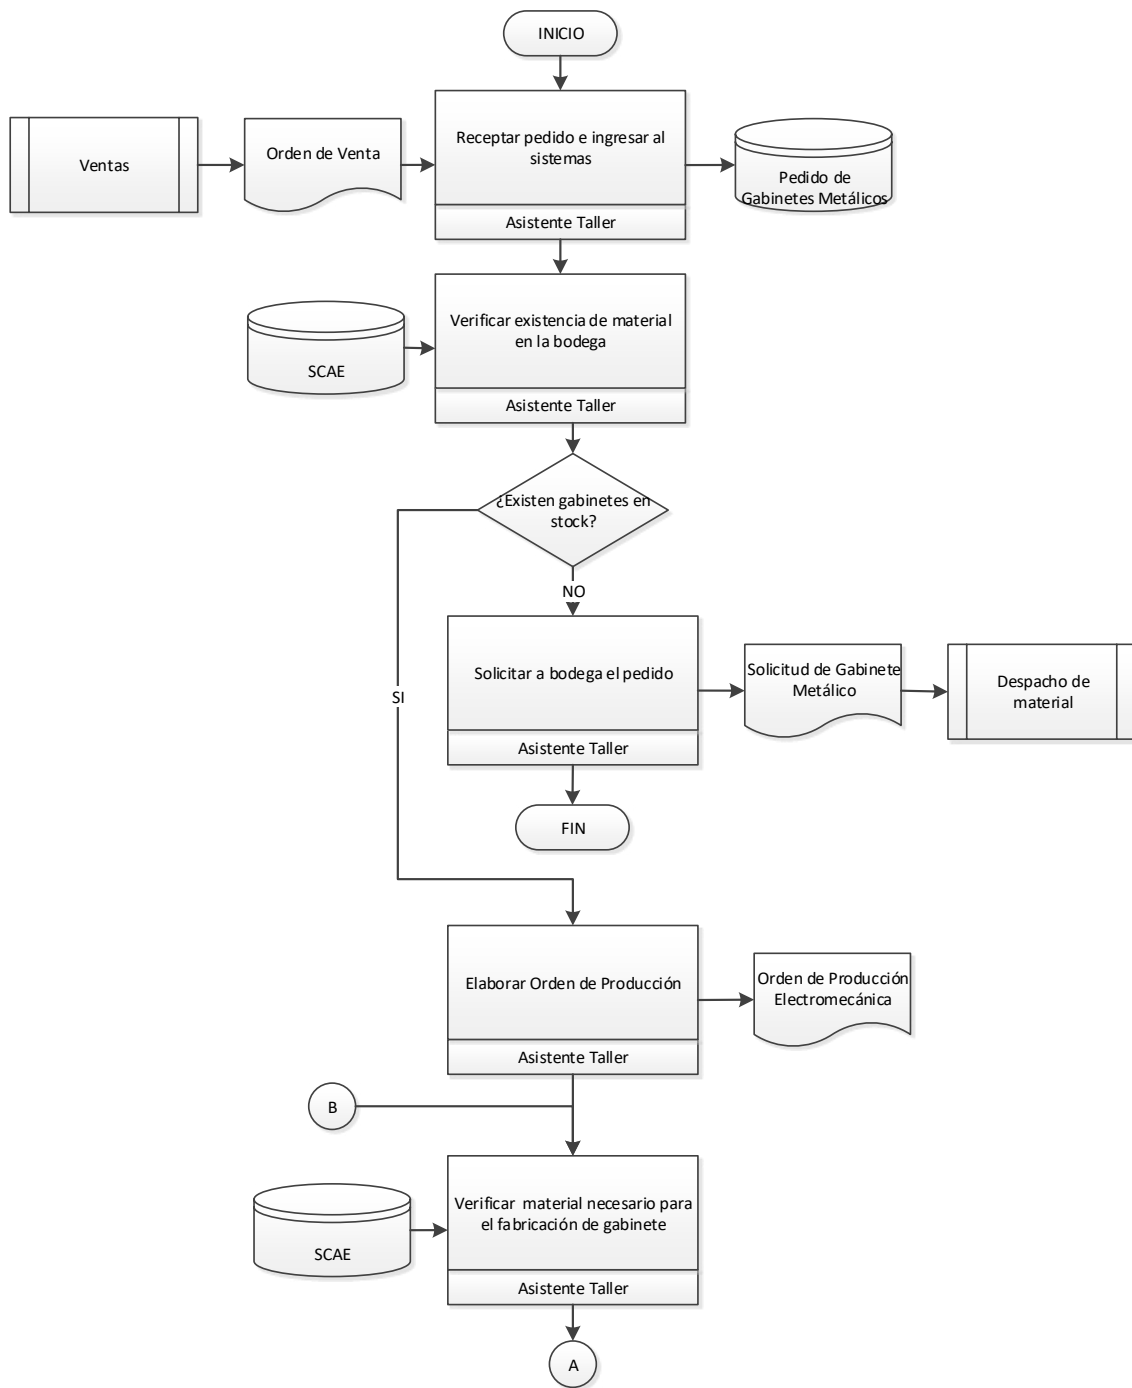 INICIO
Ventas
Orden de Venta
Receptar pedido e ingresar al
sistemas
Asistente Taller
Pedido de
Gabinetes Metálicos
SCAE
Verificar existencia de material
en la bodega
Asistente Taller
¿Existen gabinetes en
stock?
NO
SI
Solicitar a bodega el pedido
Asistente Taller
Solicitud de Gabinete
Metálico
Despacho de
material
FIN
Elaborar Orden de Producción
Asistente Taller
Orden de Producción
Electromecánica
B
SCAE
Verificar material necesario para
el fabricación de gabinete
Asistente Taller
A